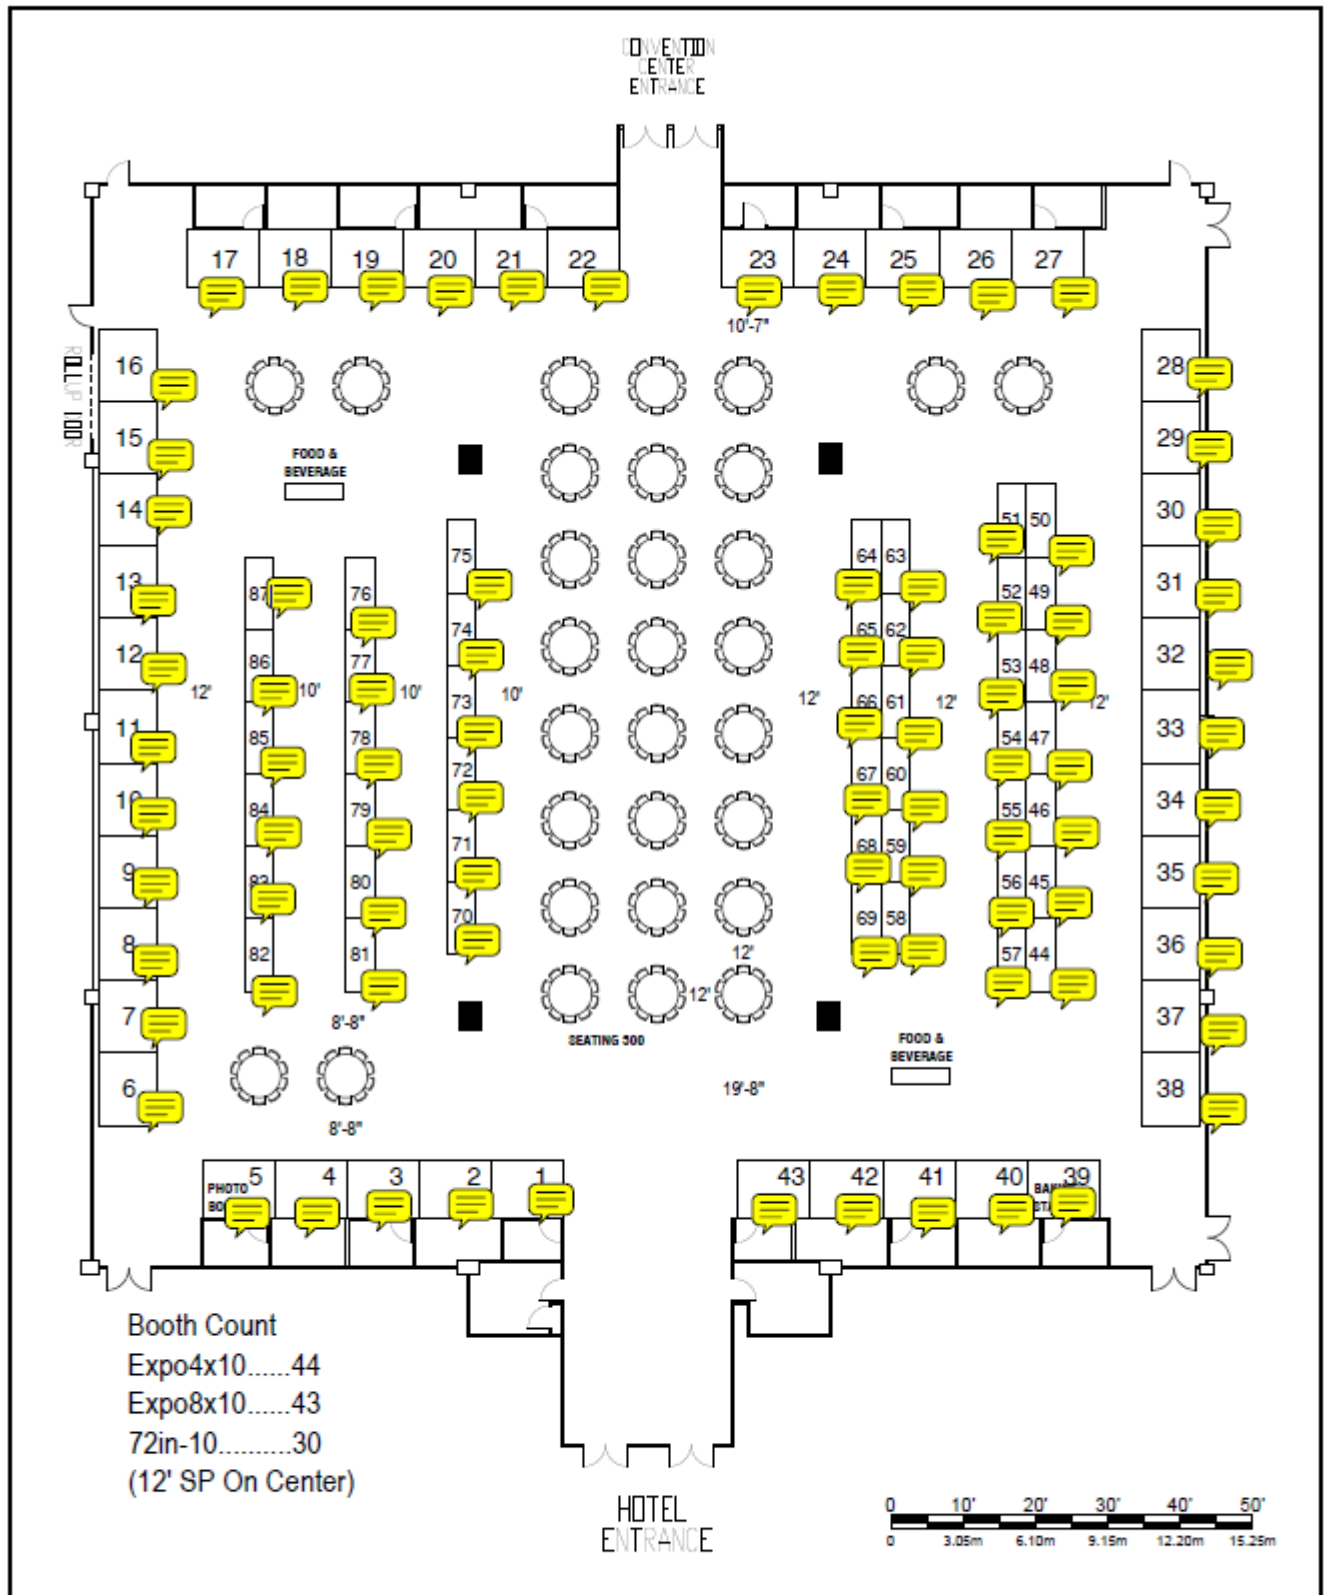 CONVENTION
CENTER
ENTRANCE
17 18 19 20 21 22 23 24 25 26 27
10'-7"
16 28
ROLLUP DOOR
15 29
FOOD &
BEVERAGE
14 30
51 50
75 64 63
13 87 76 52 49 31
74 65 62
12 86 77 53 48 32
12' 10' 10' 10' 12' 12' 12'
73 66 61
11 85 78 54 47 33
72 67 60
10 84 79 55 46 34
71 68 59
9 83 80 56 45 35
70 69 58
8 82 81 57 44 36
12'
12'
7 8'-8" 37
SEATING 300
FOOD &
BEVERAGE
6 19'-8" 38
8'-8"
5 4 3 2 1 43 42 41 40 39
PHOTO
Booth Count
Expo4x10......44
Expo8x10......43
72in-10..........30
(12' SP On Center)
HOTEL
ENTRANCE
0 10' 20' 30' 40' 50'
0 3.05m 6.10m 9.15m 12.20m 15.25m